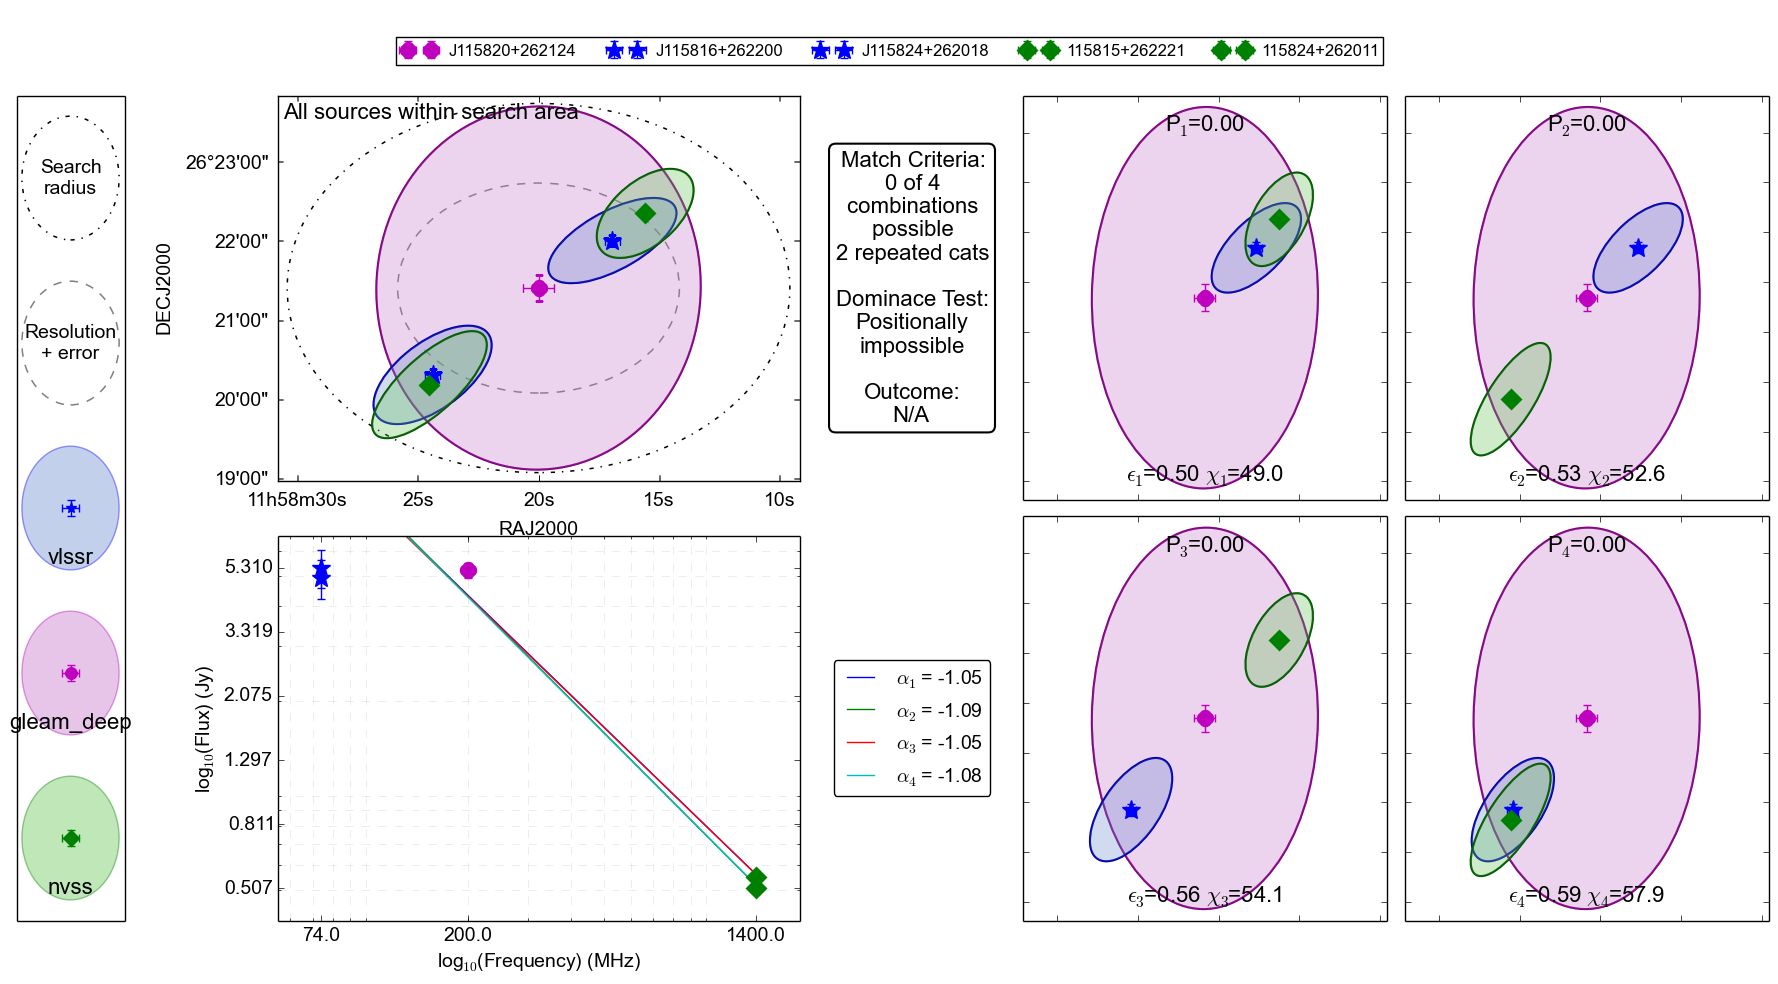 J115820+262124 J115816+262200 J115824+262018 115815+262221 115824+262011
Search
radius
Resolution
+ error
vlssr
gleam_deep
nvss
All sources within search area
DECJ2000
26°23'00"
22'00"
21'00"
20'00"
19'00"
11h58m30s 25s 20s 15s 10s
RAJ2000
Match Criteria:
0 of 4
combinations
possible
2 repeated cats
Dominace Test:
Positionally
impossible
Outcome:
N/A
P₁=0.00
ϵ₁=0.50 χ₁=49.0
P₂=0.00
ϵ₂=0.53 χ₂=52.6
log₁₀(Flux) (Jy)
5.310
3.319
2.075
1.297
0.811
0.507
74.0 200.0 1400.0
log₁₀(Frequency) (MHz)
α₁ = -1.05
α₂ = -1.09
α₃ = -1.05
α₄ = -1.08
P₃=0.00
ϵ₃=0.56 χ₃=54.1
P₄=0.00
ϵ₄=0.59 χ₄=57.9